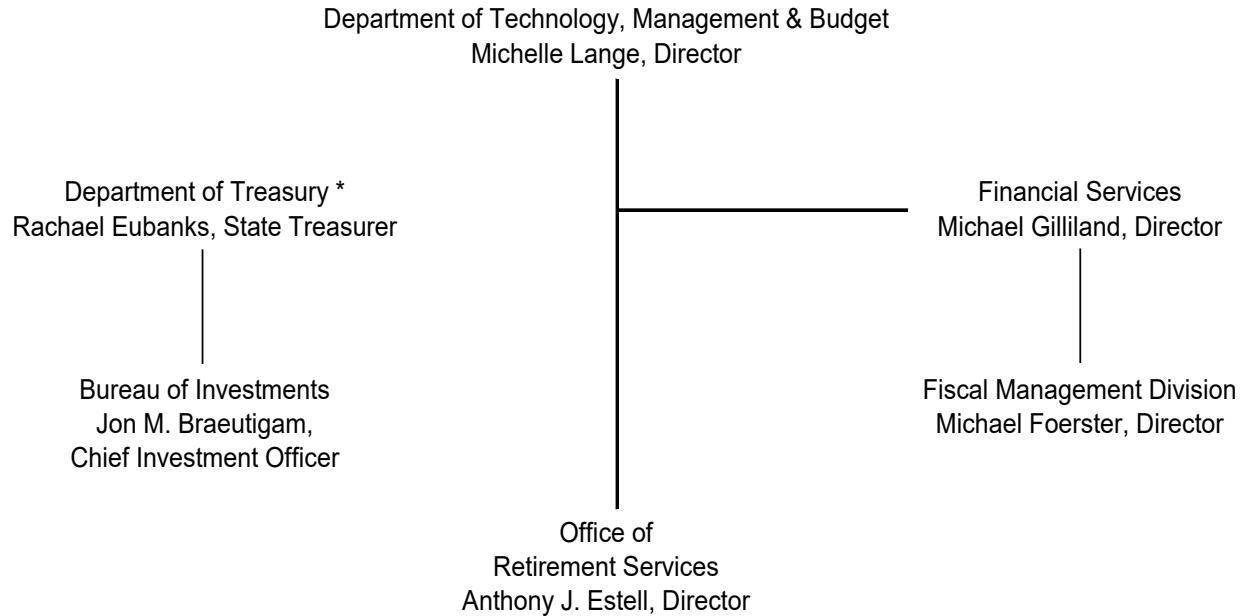 Department of Technology, Management & Budget
Michelle Lange, Director
Department of Treasury *
Rachael Eubanks, State Treasurer
Financial Services
Michael Gilliland, Director
Bureau of Investments
Jon M. Braeutigam,
Chief Investment Officer
Fiscal Management Division
Michael Foerster, Director
Office of
Retirement Services
Anthony J. Estell, Director